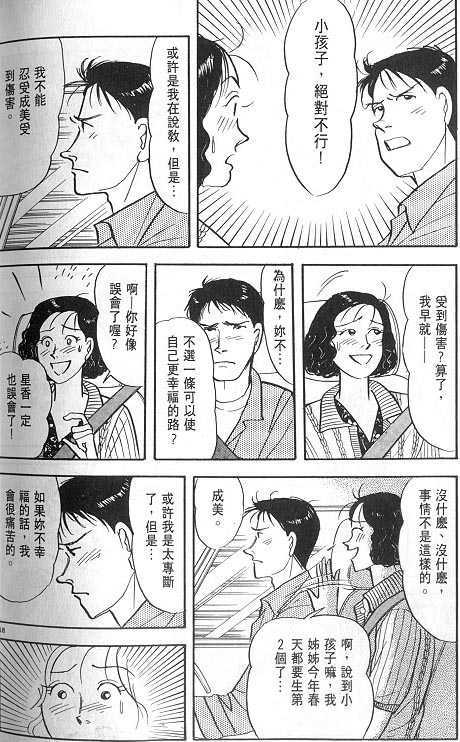 小孩子，絕對不行！
或許是我在說教，但是…
我不能
忍受成美受
到傷害。
受到傷害？算了，
我早就——
為什麼，妳不…
不選一條可以使
自己更幸福的路？
啊—你好像
誤會了喔？
星香一定
也誤會了！
沒什麼、沒什麼，
事情不是這樣的。
成美。
啊，說到小
孩子嘛，我
姊姊今年春
天都要生第
2個了…
或許我是太專斷
了，但是…
如果妳不幸
福的話，我
會很痛苦的。